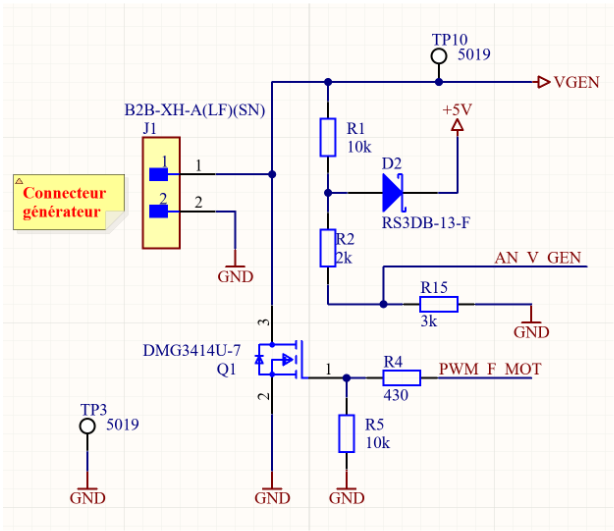 TP10
5019
VGEN
B2B-XH-A(LF)(SN)
J1
+5V
R1
10k
1
1
D2
Connecteur
générateur
2
2
RS3DB-13-F
R2
2k
GND
AN_V_GEN
R15
3k
GND
3
DMG3414U-7
Q1
1
R4
PWM_F_MOT
430
2
TP3
5019
R5
10k
GND
GND
GND